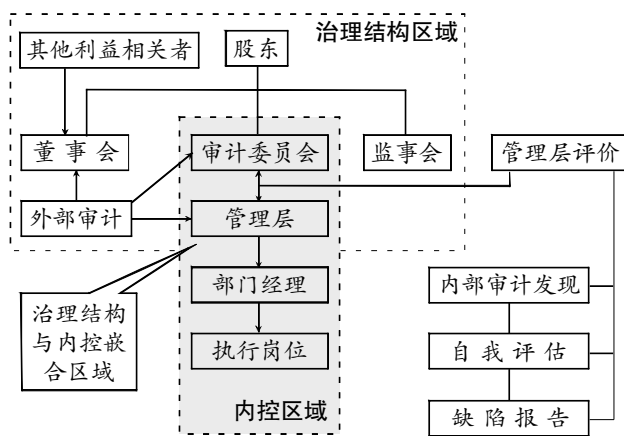 治理结构区域
其他利益相关者
股东
董事会
审计委员会
监事会
管理层评价
外部审计
管理层
部门经理
内部审计发现
治理结构
与内控嵌
合区域
执行岗位
自我评估
内控区域
缺陷报告